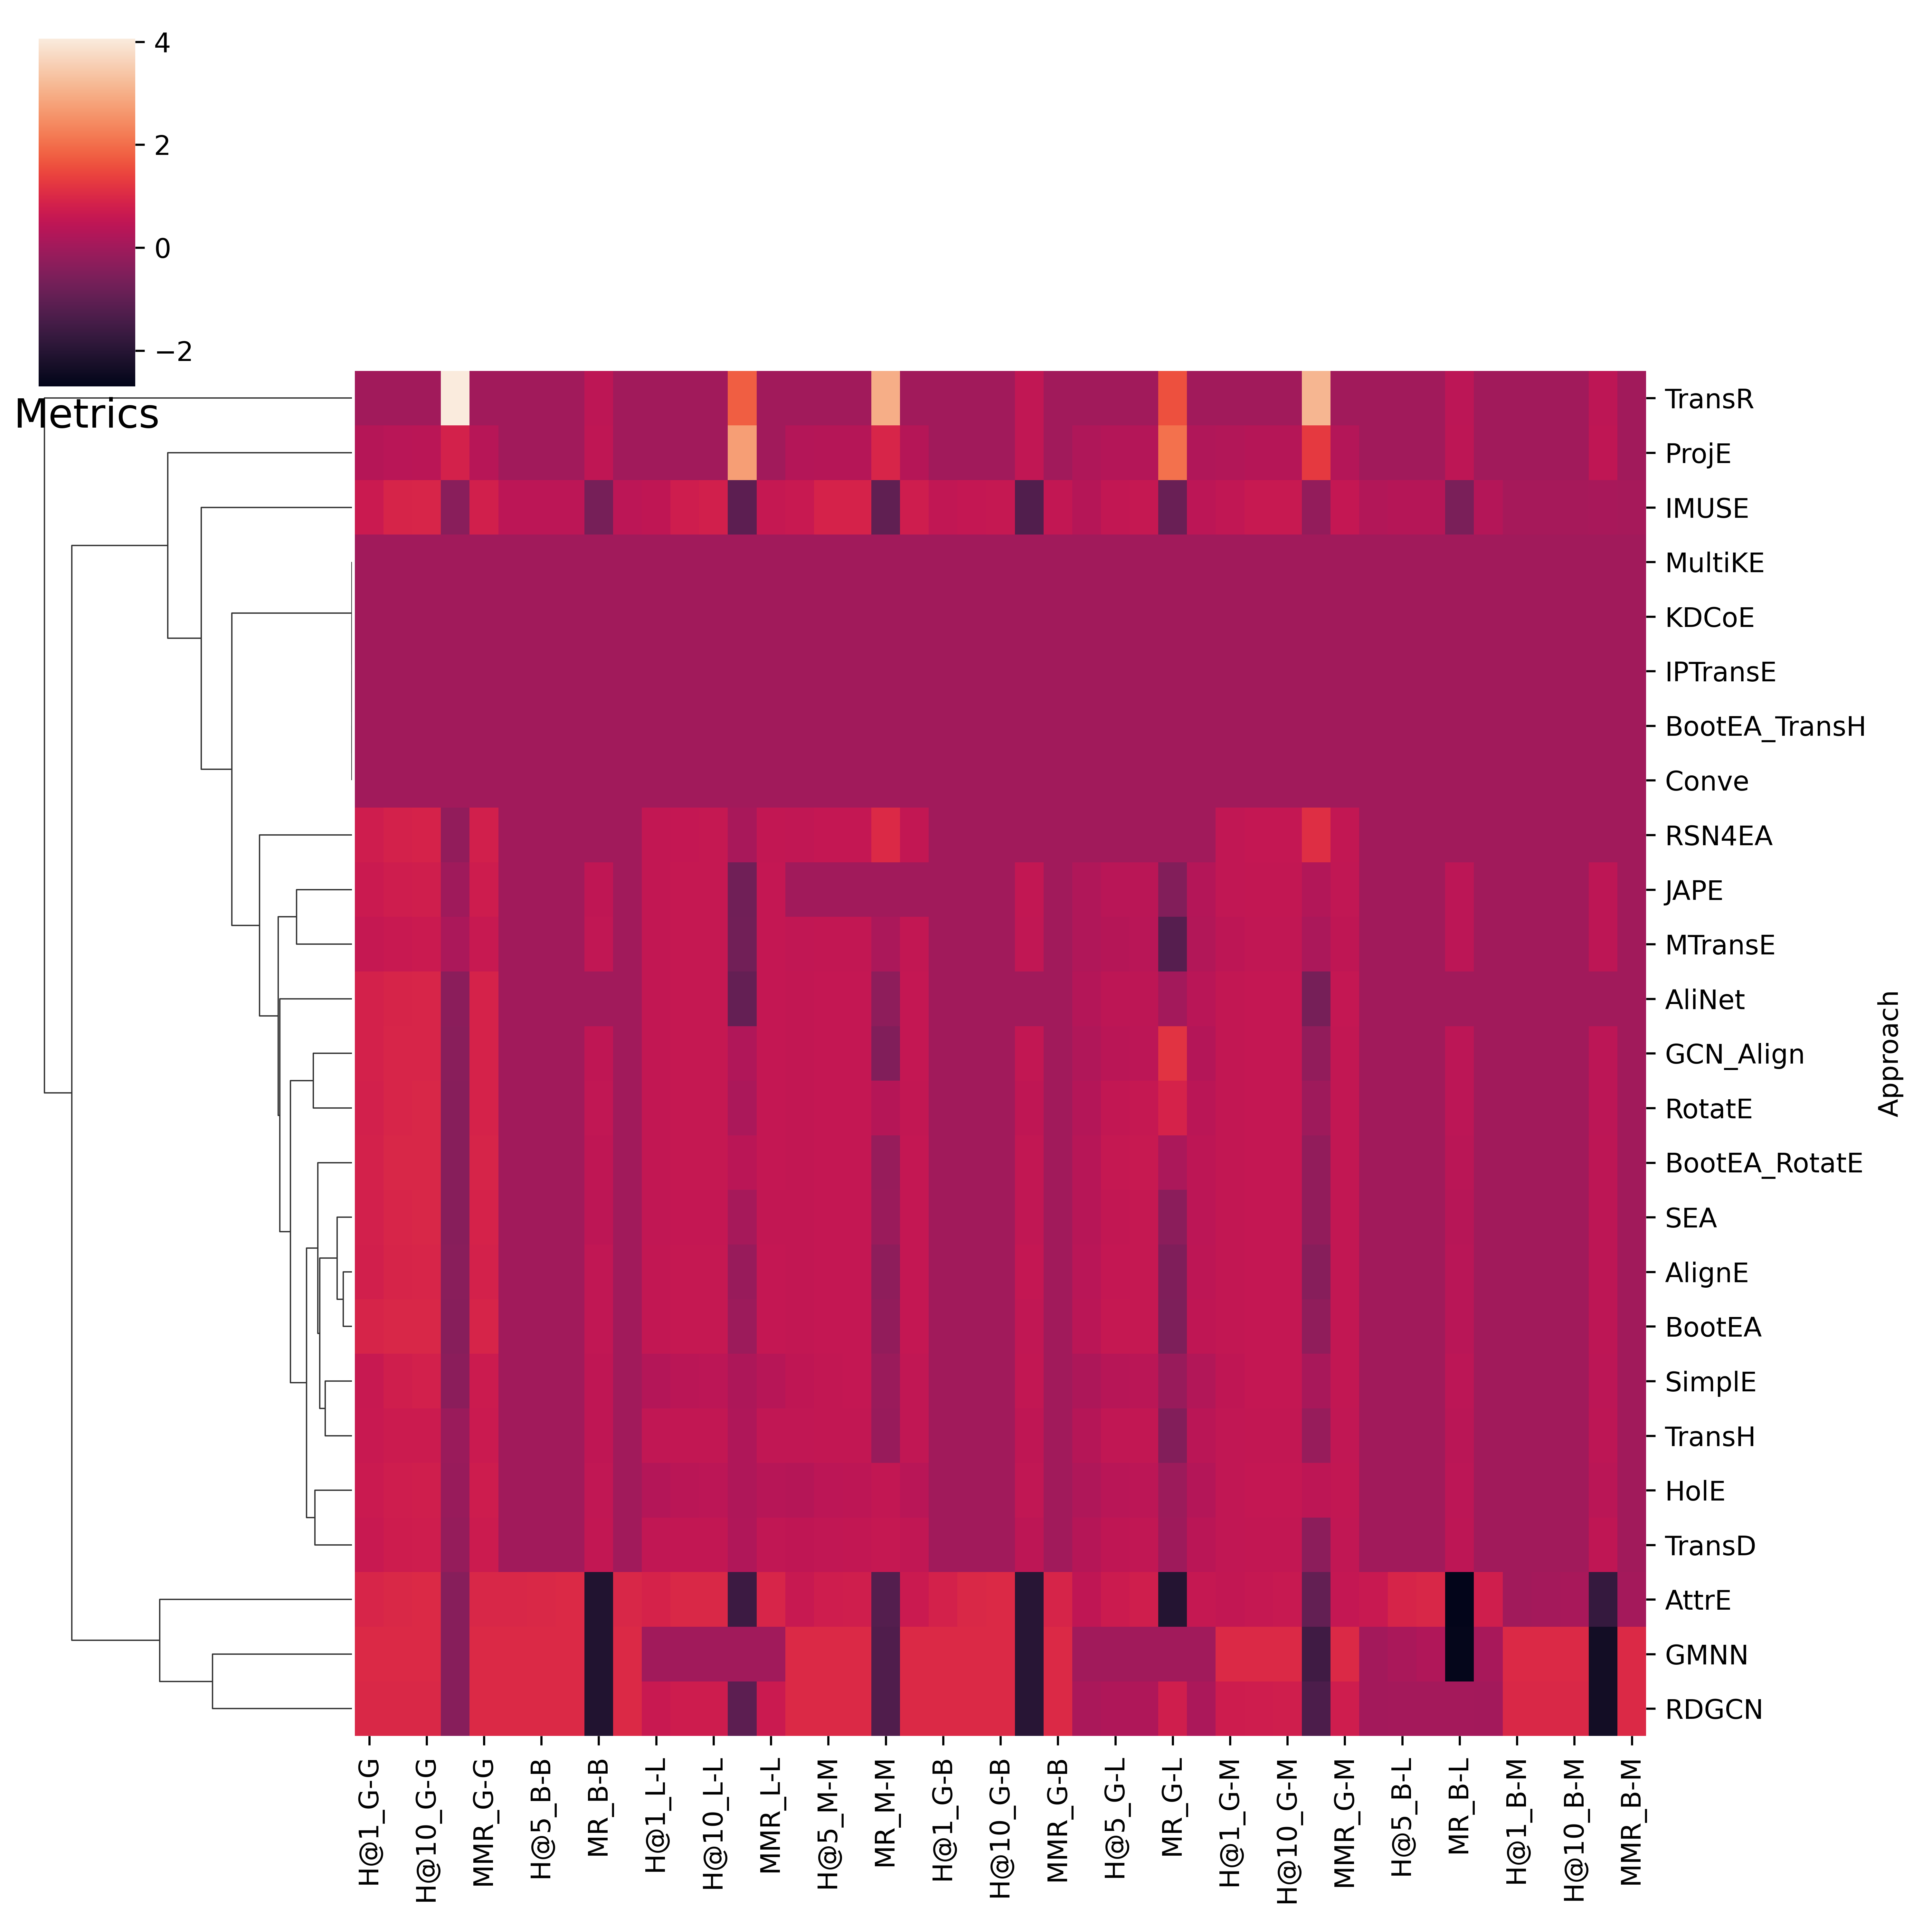 4
2
0
−2
Metrics
TransR
ProjE
IMUSE
MultiKE
KDCoE
IPTransE
BootEA_TransH
Conve
RSN4EA
JAPE
MTransE
AliNet
GCN_Align
RotatE
BootEA_RotatE
SEA
AlignE
BootEA
SimplE
TransH
HolE
TransD
AttrE
GMNN
RDGCN
Approach
H@1_G-G
H@10_G-G
MMR_G-G
H@5_B-B
MR_B-B
H@1_L-L
H@10_L-L
MMR_L-L
H@5_M-M
MR_M-M
H@1_G-B
H@10_G-B
MMR_G-B
H@5_G-L
MR_G-L
H@1_G-M
H@10_G-M
MMR_G-M
H@5_B-L
MR_B-L
H@1_B-M
H@10_B-M
MMR_B-M